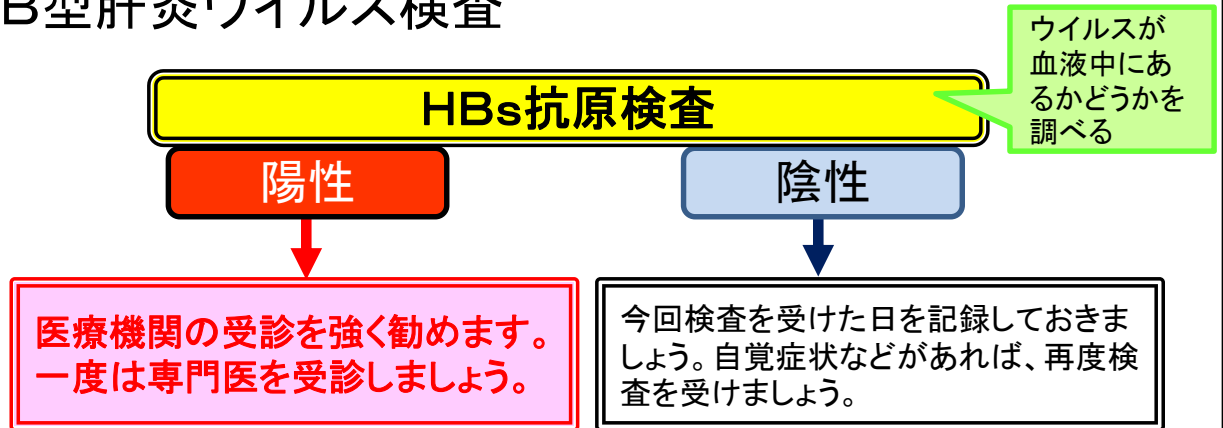 B型肝炎ウイルス検査
ウイルスが
血液中にあ
るかどうかを
調べる
HBs抗原検査
陽性
陰性
医療機関の受診を強く勧めます。
一度は専門医を受診しましょう。
今回検査を受けた日を記録しておきま
しょう。自覚症状などがあれば、再度検
査を受けましょう。